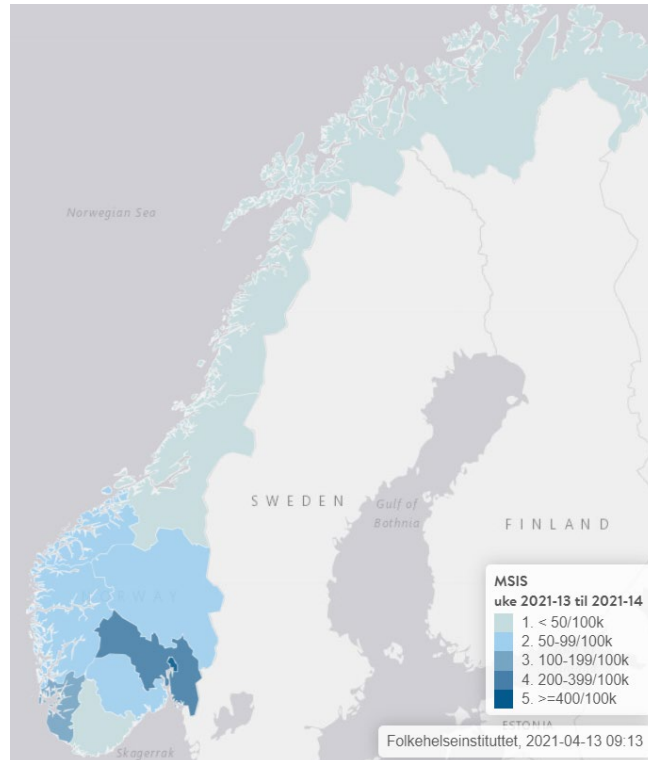 Norwegian Sea
SWEDEN
Gulf of
Bothnia
FINLAND
NORWAY
MSIS
uke 2021-13 til 2021-14
1. < 50/100k
2. 50-99/100k
3. 100-199/100k
4. 200-399/100k
5. >=400/100k
ESTONIA
Folkehelseinstituttet, 2021-04-13 09:13
Skagerrak